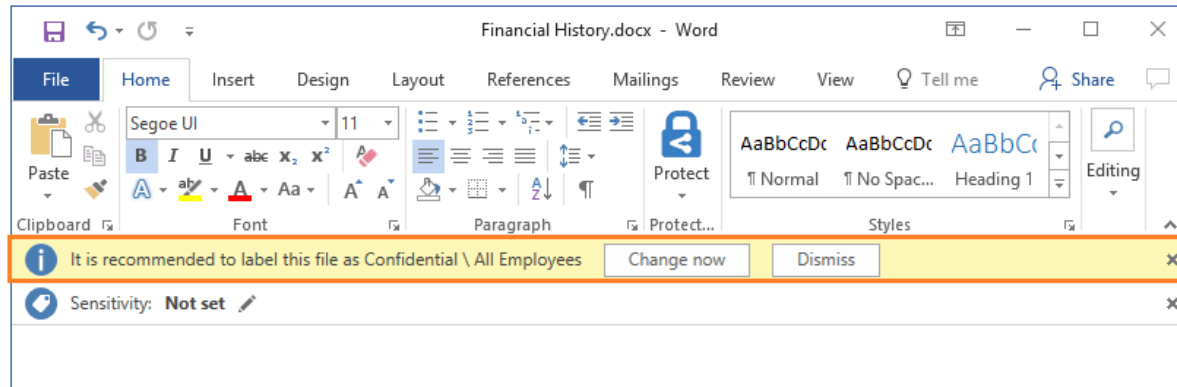 Financial History.docx - Word
File Home Insert Design Layout References Mailings Review View Tell me Share
Segoe UI 11
Paste
B I U abc X₂ X² 
A aby A Aa A A
A Z ¶
Protect
AaBbCcDc AaBbCcDc AaBbCc
¶ Normal ¶ No Spac... Heading 1
Editing
Clipboard Font Paragraph Protect... Styles
It is recommended to label this file as Confidential \ All Employees Change now Dismiss
Sensitivity: Not set